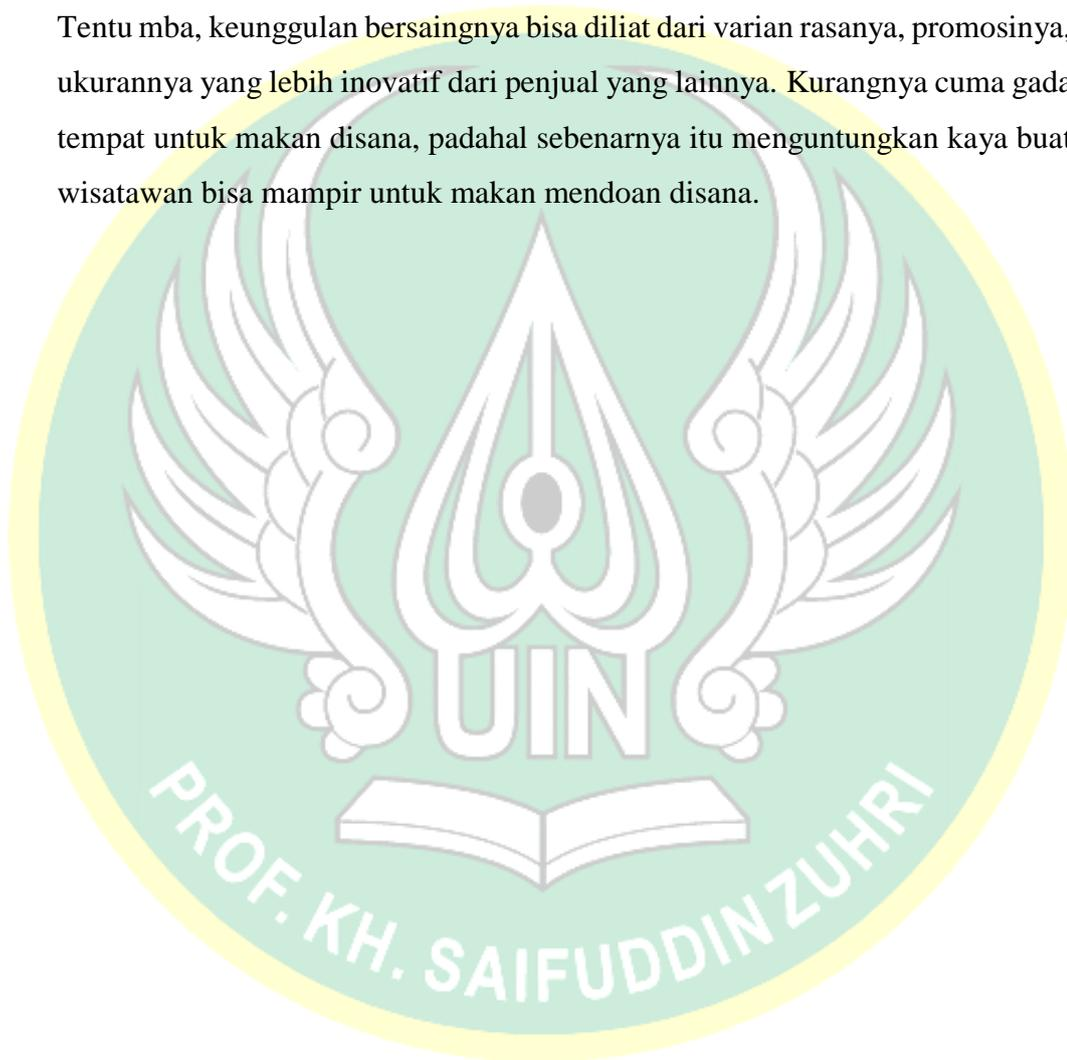 Tentu mba, keunggulan bersaingnya bisa diliat dari varian rasanya, promosinya,
ukurannya yang lebih inovatif dari penjual yang lainnya. Kurangnya cuma gada
tempat untuk makan disana, padahal sebenarnya itu menguntungkan kaya buat
wisatawan bisa mampir untuk makan mendoan disana.
UIN
PROF. KH. SAIFUDDIN ZUHRI